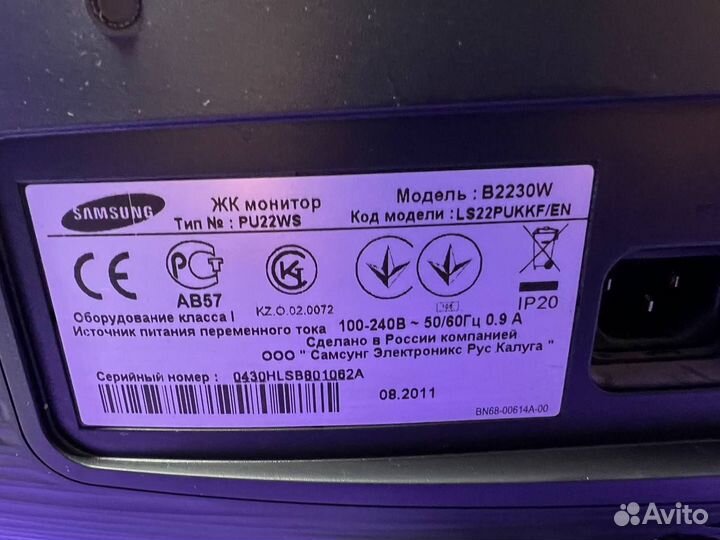 SAMSUNG
ЖК монитор
Модель : B2230W
Тип № : PU22WS
Код модели : LS22PUKKF/EN
CE
АВ57
KZ.O.02.0072
IP20
Оборудование класса I
Источник питания переменного тока 100-240В ~ 50/60Гц 0.9 А
Сделано в России компанией
ООО " Самсунг Электроникс Рус Калуга "
Серийный номер : 0430HLSB601062A
08.2011
BN68-00614A-00
Avito